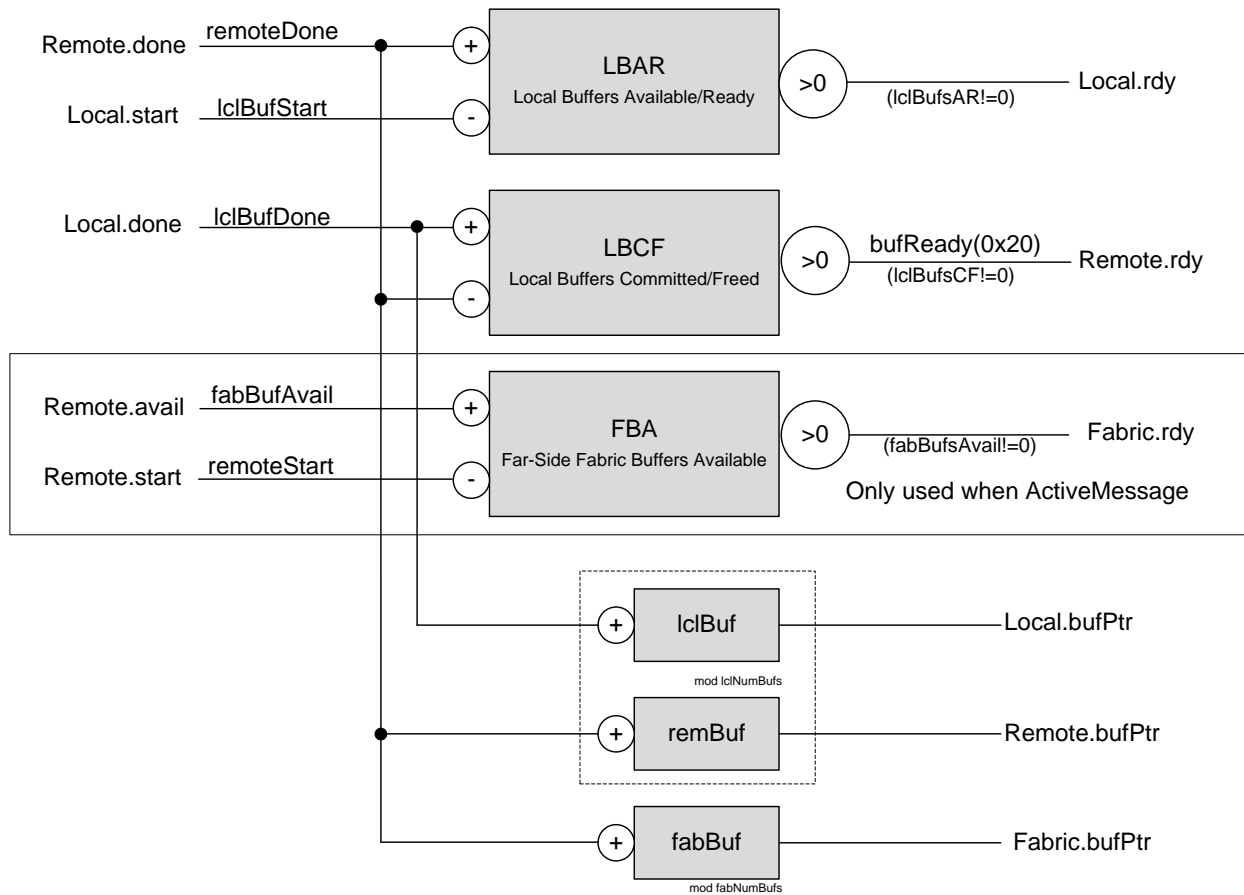 Remote.done
remoteDone
+
LBAR
Local Buffers Available/Ready
>0
(lclBufsAR!=0)
Local.rdy
Local.start
lclBufStart
-
Local.done
lclBufDone
+
LBCF
Local Buffers Committed/Freed
>0
bufReady(0x20)
(lclBufsCF!=0)
Remote.rdy
-
Remote.avail
fabBufAvail
+
FBA
Far-Side Fabric Buffers Available
>0
(fabBufsAvail!=0)
Fabric.rdy
Remote.start
remoteStart
-
Only used when ActiveMessage
+
lclBuf
Local.bufPtr
mod lclNumBufs
+
remBuf
Remote.bufPtr
+
fabBuf
Fabric.bufPtr
mod fabNumBufs